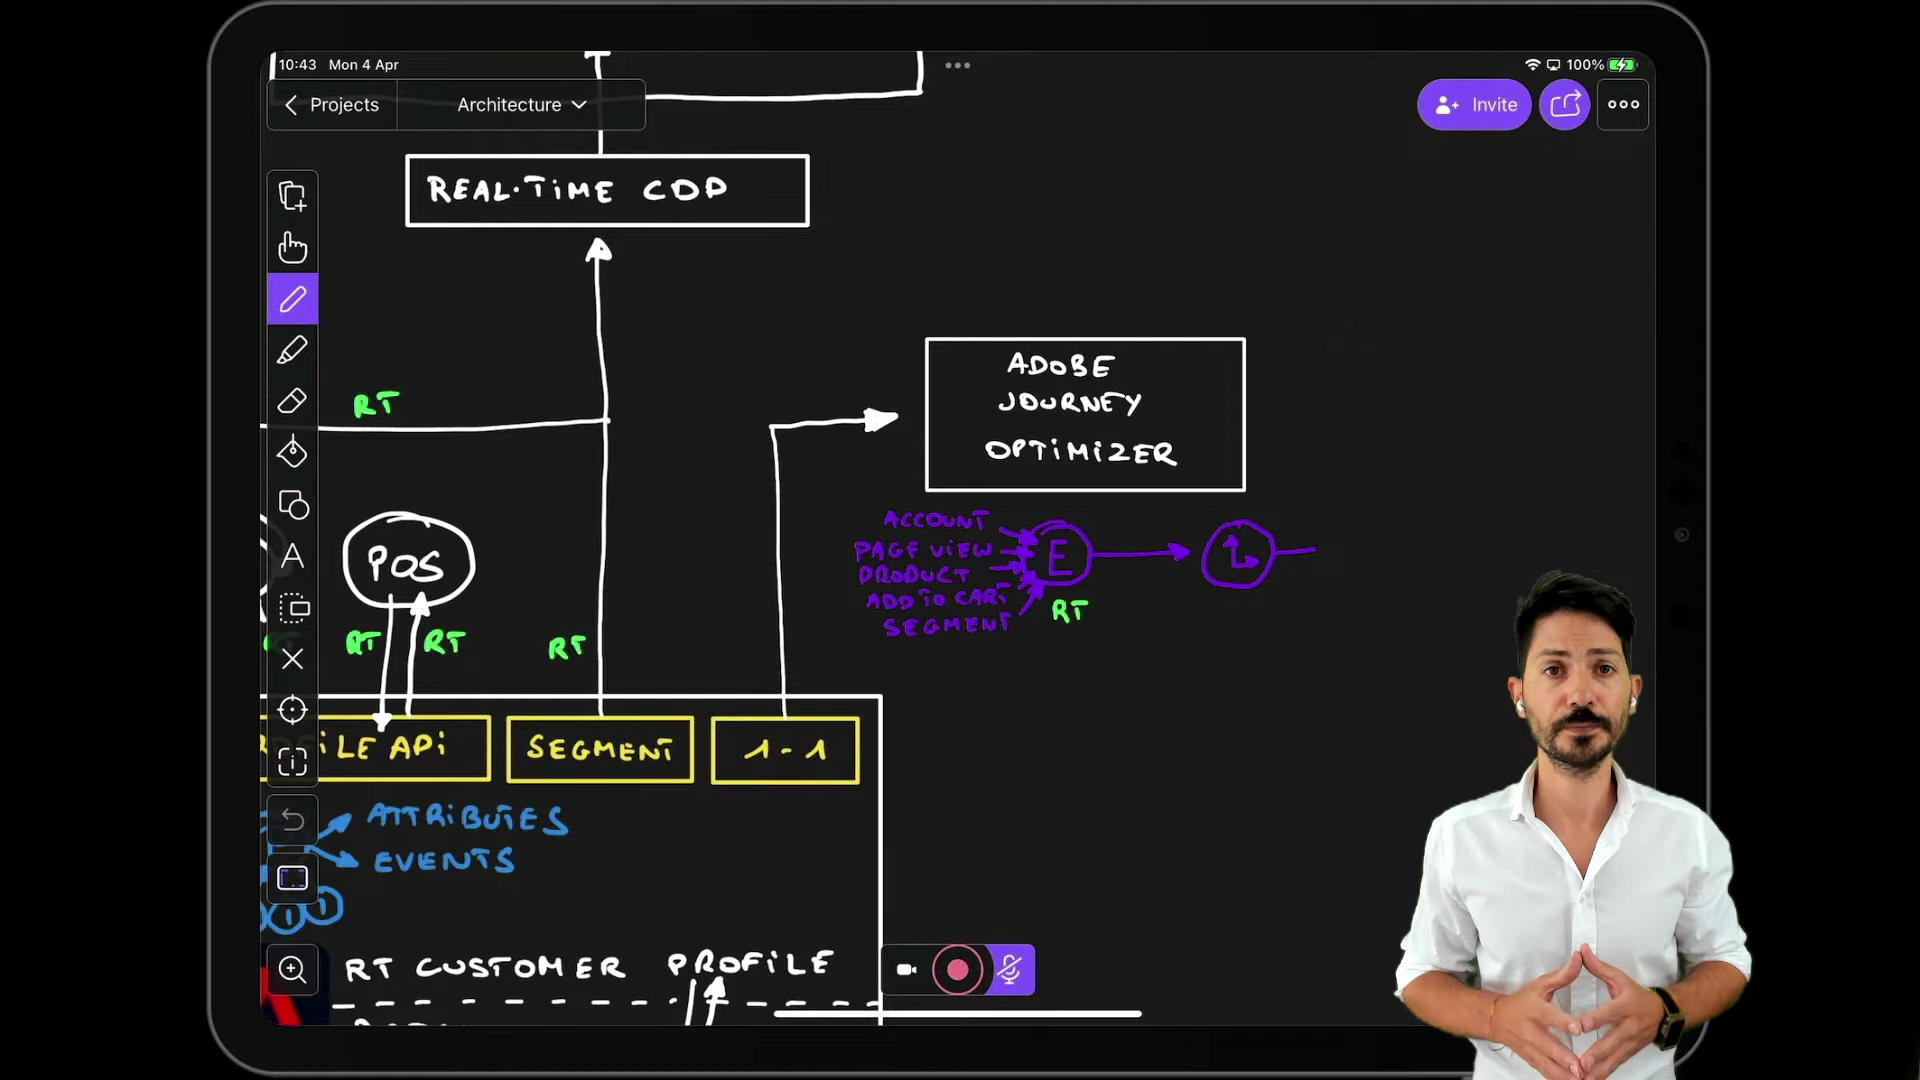 10:43 Mon 4 Apr
100%
Projects
Architecture
Invite
REAL-TIME CDP
ADOBE
JOURNEY
OPTIMIZER
RT
ACCOUNT
PAGE VIEW
PRODUCT
ADD TO CART
SEGMENT
E
RT
POS
RT
RT
RT
RT
iLE APi
SEGMENT
1-1
ATTRIBUTES
EVENTS
RT CUSTOMER PROFILE